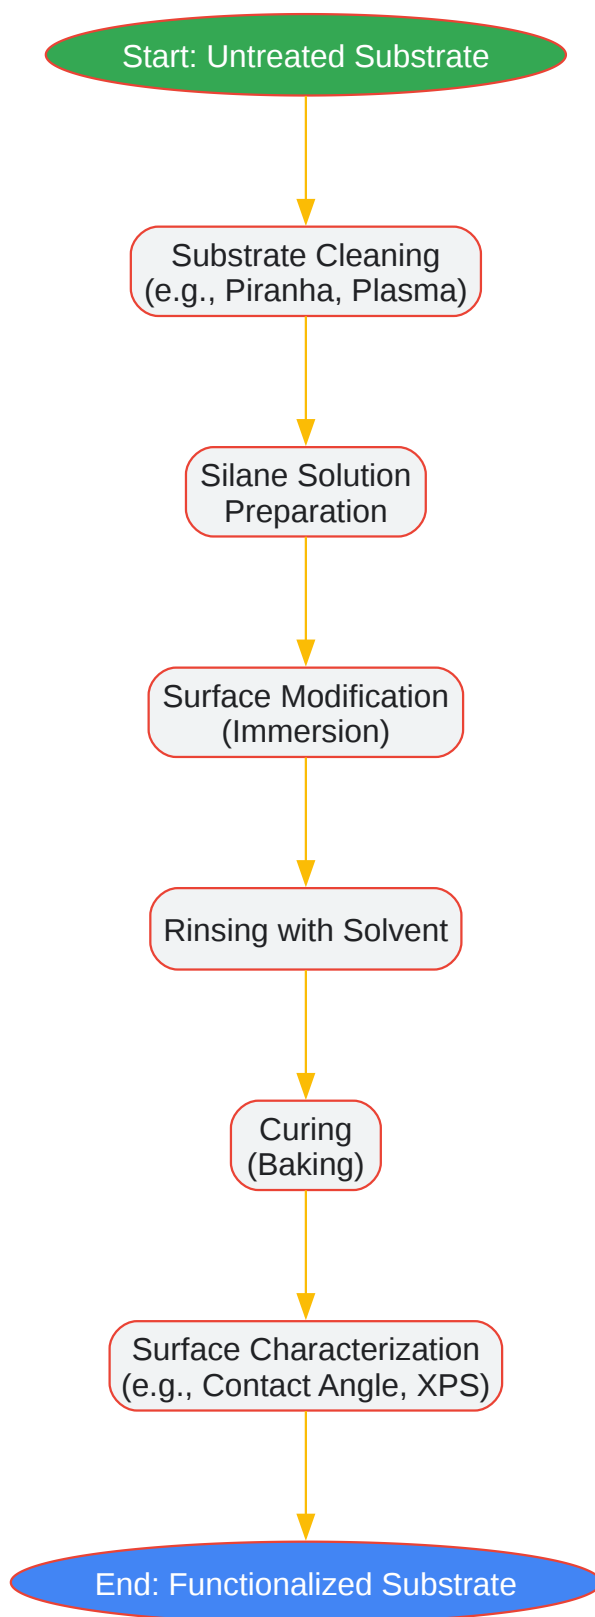 Start: Untreated Substrate
Substrate Cleaning
(e.g., Piranha, Plasma)
Silane Solution
Preparation
Surface Modification
(Immersion)
Rinsing with Solvent
Curing
(Baking)
Surface Characterization
(e.g., Contact Angle, XPS)
End: Functionalized Substrate